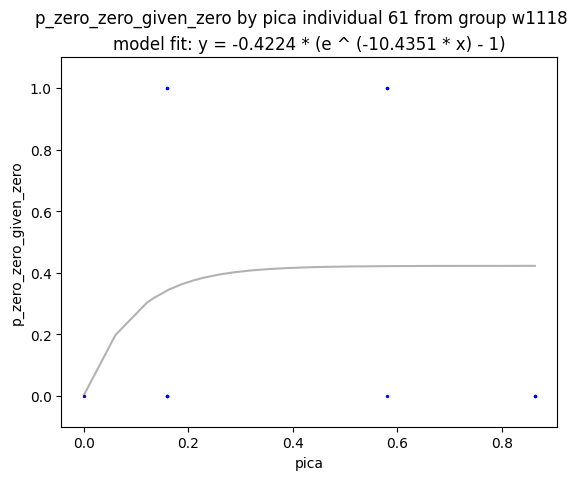 p_zero_zero_given_zero by pica individual 61 from group w1118
model fit: y = -0.4224 * (e ^ (-10.4351 * x) - 1)
1.0
0.8
0.6
0.4
0.2
0.0
p_zero_zero_given_zero
0.0 0.2 0.4 0.6 0.8
pica